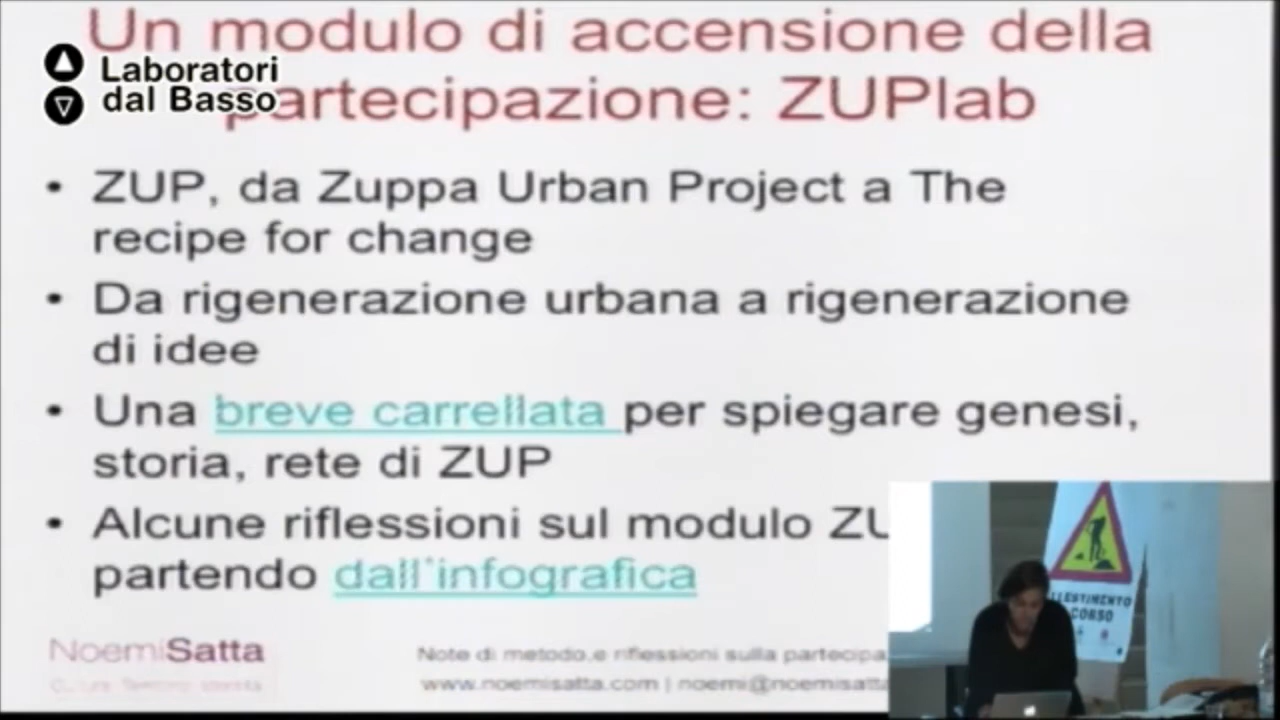 Un modulo di accensione della
partecipazione: ZUPlab
Laboratori
dal Basso
• ZUP, da Zuppa Urban Project a The
recipe for change
• Da rigenerazione urbana a rigenerazione
di idee
• Una breve carrellata per spiegare genesi,
storia, rete di ZUP
• Alcune riflessioni sul modulo ZU
partendo dall'infografica
NoemiSatta
Note di metodo e riflessioni sulla partecipa
www.noemisatta.com | noemi@noemisatta
CORSO